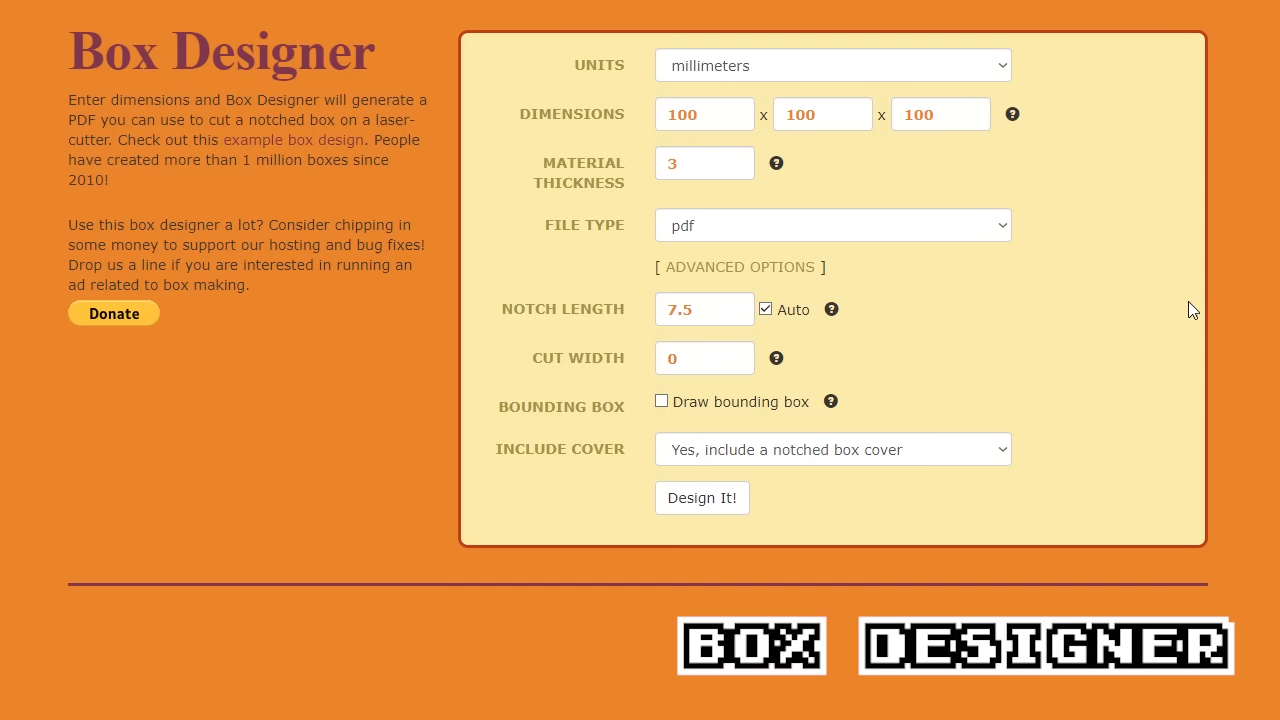 Box Designer
Enter dimensions and Box Designer will generate a
PDF you can use to cut a notched box on a laser-
cutter. Check out this example box design. People
have created more than 1 million boxes since
2010!
Use this box designer a lot? Consider chipping in
some money to support our hosting and bug fixes!
Drop us a line if you are interested in running an
ad related to box making.
Donate
UNITS millimeters
DIMENSIONS 100 x 100 x 100 ?
MATERIAL THICKNESS 3 ?
FILE TYPE pdf
[ ADVANCED OPTIONS ]
NOTCH LENGTH 7.5 Auto ?
CUT WIDTH 0 ?
BOUNDING BOX Draw bounding box ?
INCLUDE COVER Yes, include a notched box cover
Design It!
BOX DESIGNER